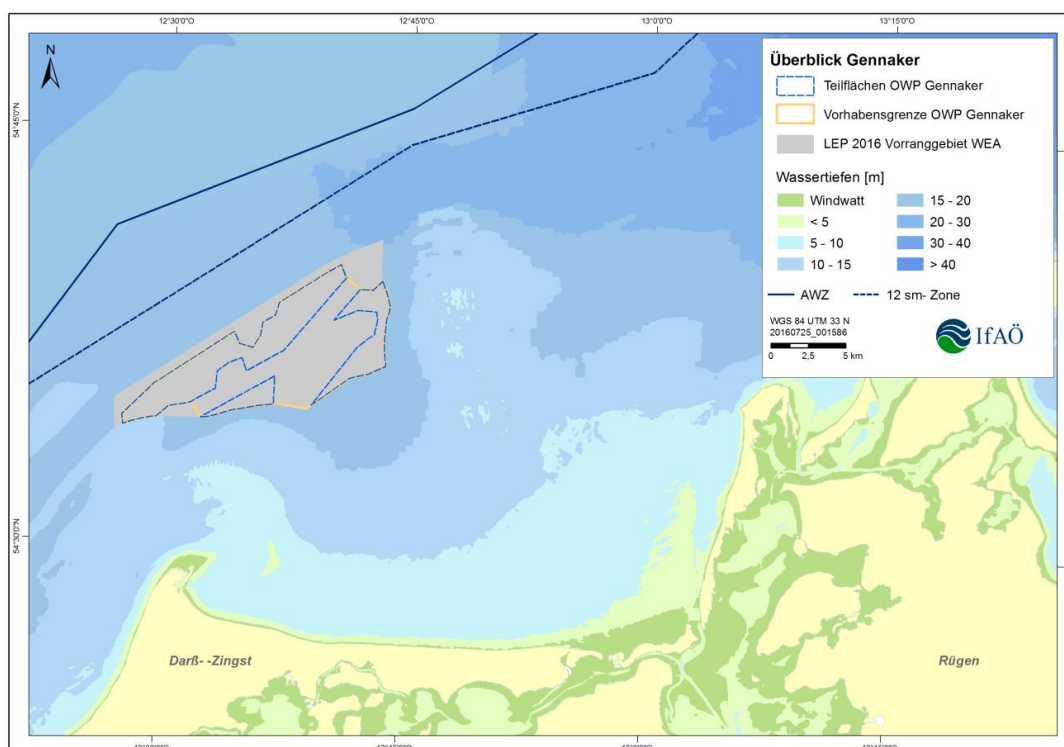 12°30'0"O
12°45'0"O
13°0'0"O
13°15'0"O
N
54°45'0"N
54°30'0"N
Überblick Gennaker
Teilflächen OWP Gennaker
Vorhabensgrenze OWP Gennaker
LEP 2016 Vorranggebiet WEA
Wassertiefen [m]
Windwatt
15 - 20
< 5
20 - 30
5 - 10
30 - 40
10 - 15
> 40
AWZ
12 sm- Zone
WGS 84 UTM 33 N
20160725_001586
0 2,5 5 km
IfAÖ
Darß- -Zingst
Rügen